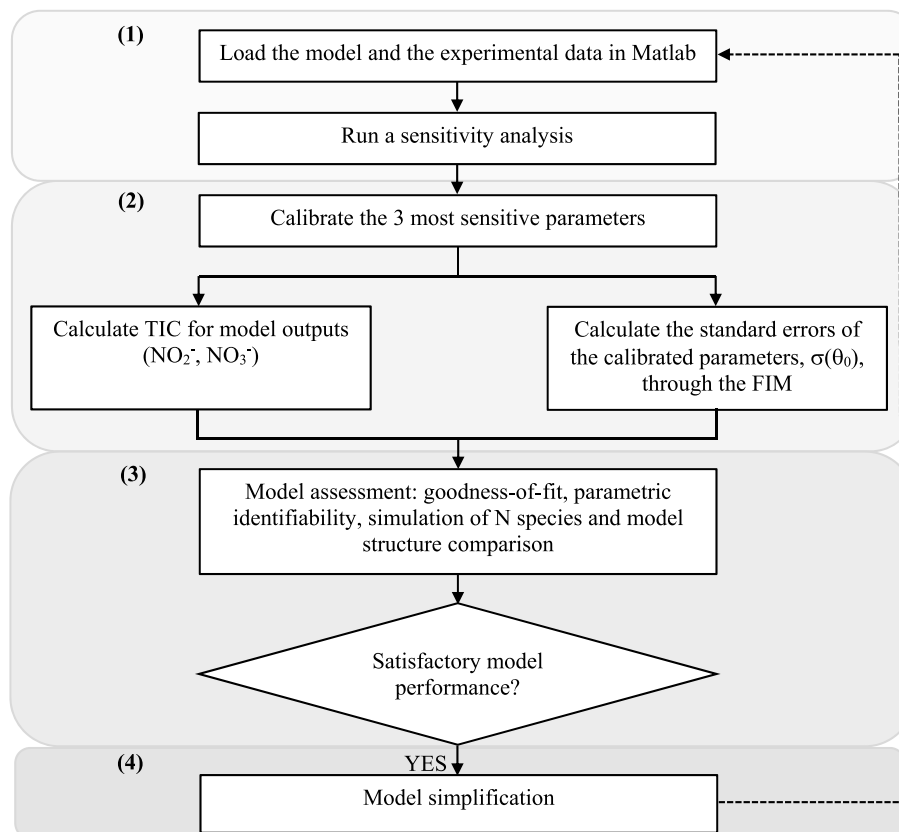 (1)
Load the model and the experimental data in Matlab
Run a sensitivity analysis
(2)
Calibrate the 3 most sensitive parameters
Calculate TIC for model outputs
(NO₂⁻, NO₃⁻)
Calculate the standard errors of
the calibrated parameters, σ(θ₀),
through the FIM
(3)
Model assessment: goodness-of-fit, parametric
identifiability, simulation of N species and model
structure comparison
Satisfactory model
performance?
(4)
YES
Model simplification